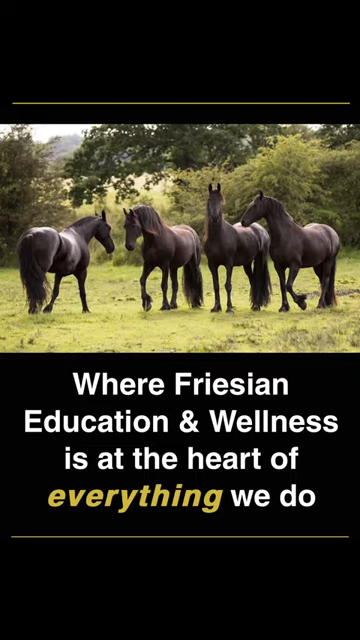 Where Friesian
Education & Wellness
is at the heart of
everything we do